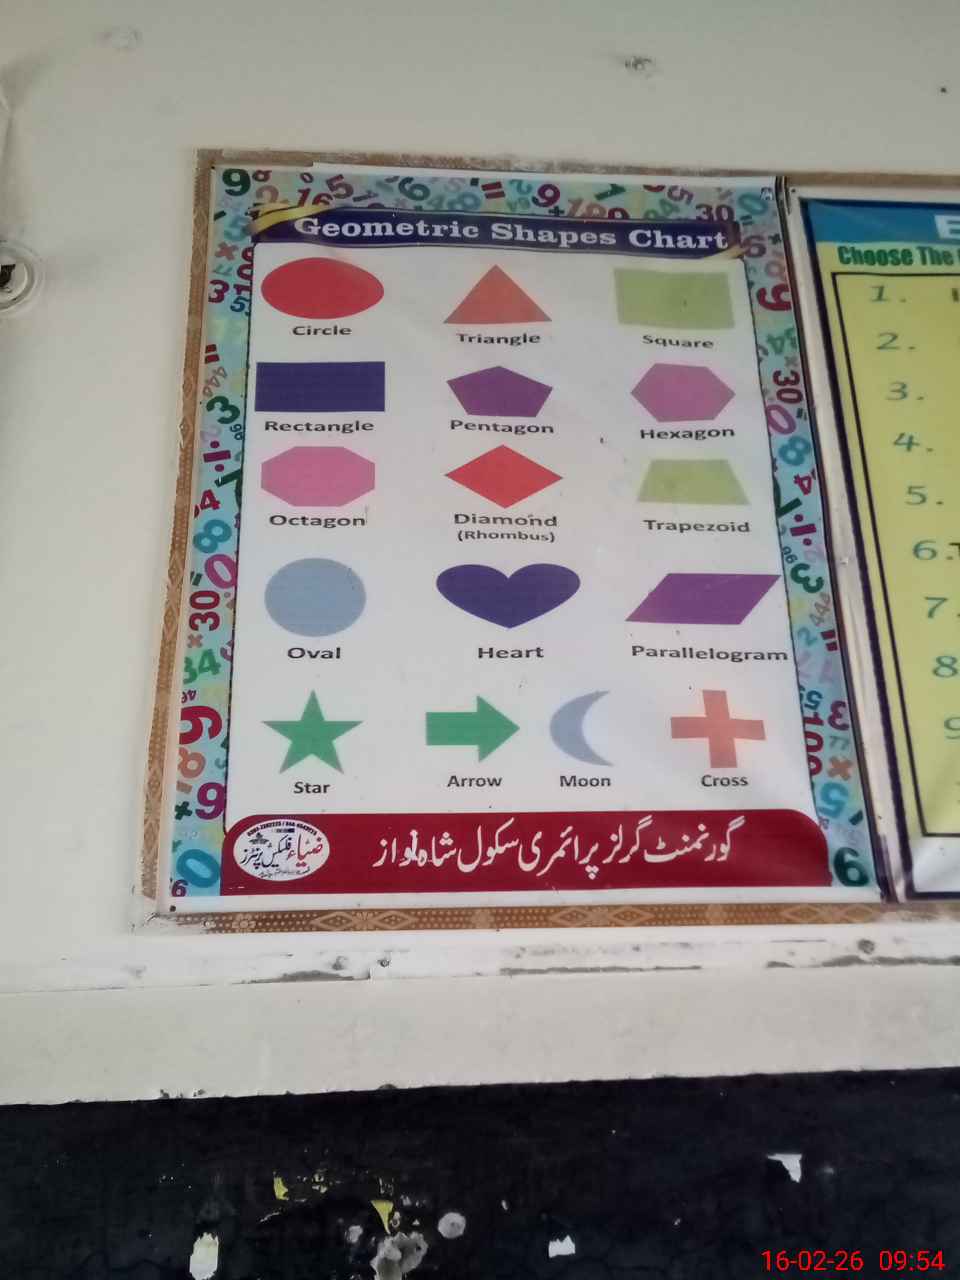 Geometric Shapes Chart
Circle Triangle Square
Rectangle Pentagon Hexagon
Octagon Diamond Trapezoid
(Rhombus)
Oval Heart Parallelogram
Star Arrow Moon Cross
گورنمنٹ گرلز پرائمری سکول شاہ نواز
ضیاء فلیکس پرنٹرز
Choose The
1.
2.
3.
4.
5.
6.
7.
8
9
16-02-26 09:54